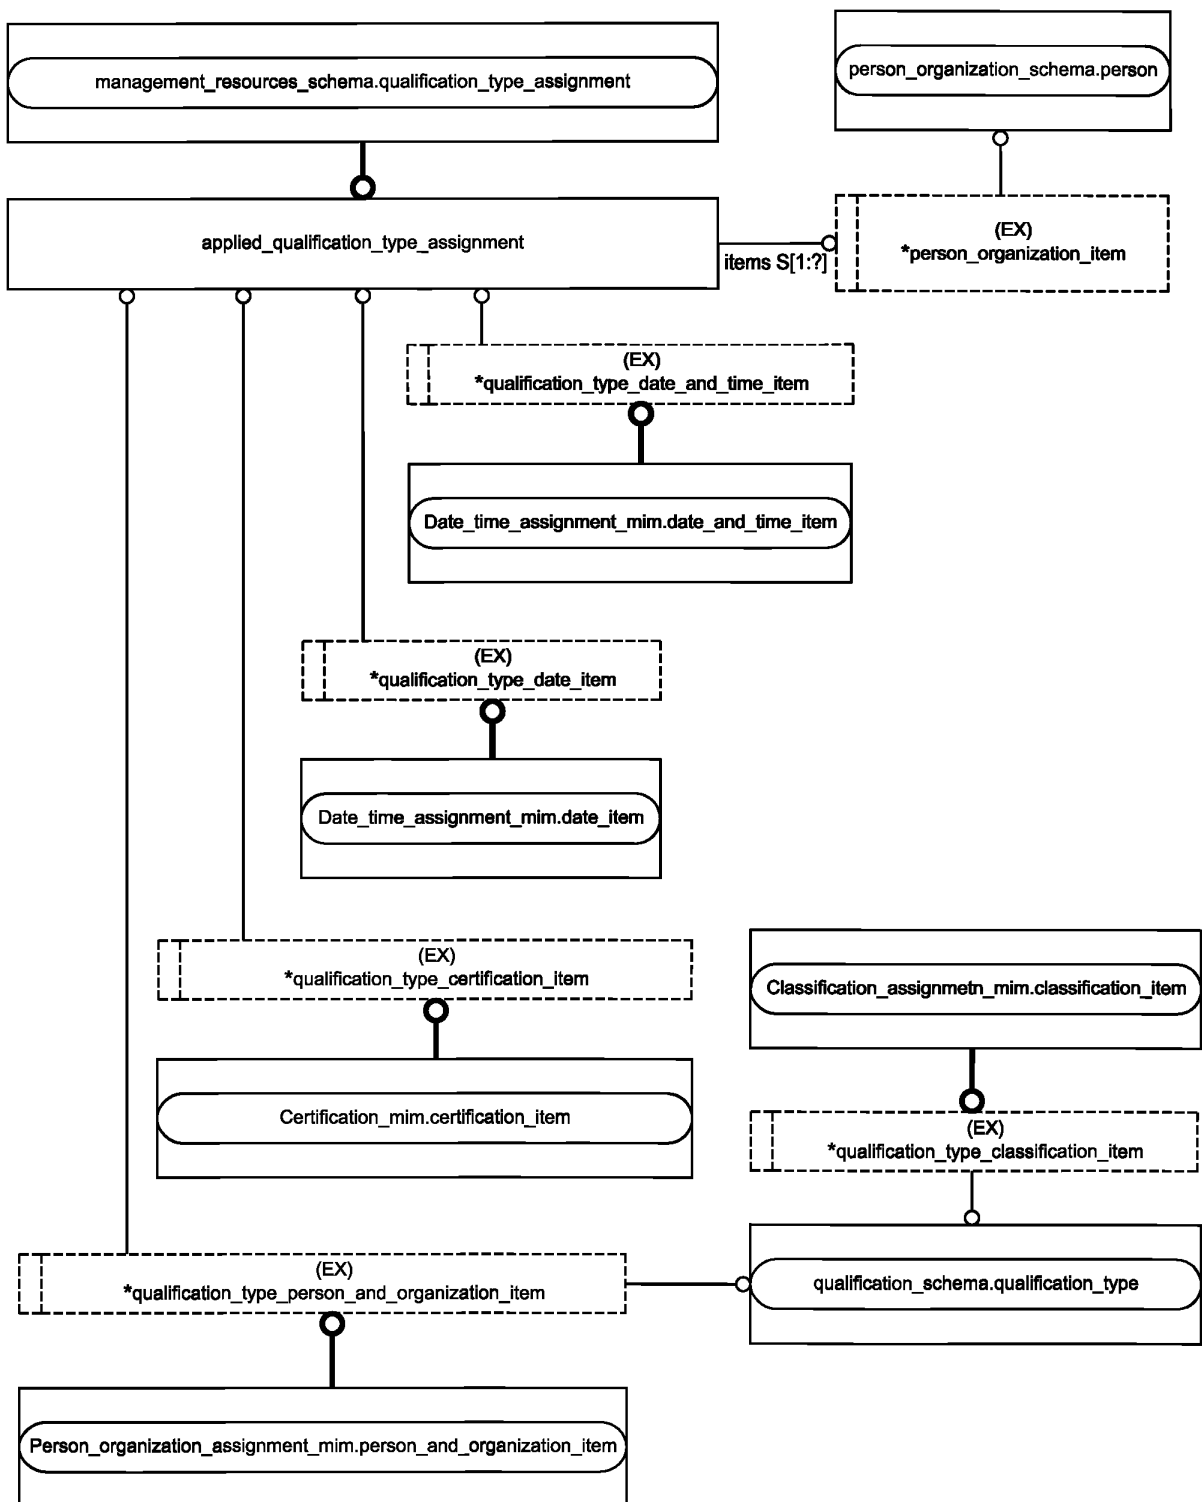 management_resources_schema.qualification_type_assignment
person_organization_schema.person
applied_qualification_type_assignment
items S[1:?]
(EX)
*person_organization_item
(EX)
*qualification_type_date_and_time_item
Date_time_assignment_mim.date_and_time_item
(EX)
*qualification_type_date_item
Date_time_assignment_mim.date_item
(EX)
*qualification_type_certification_item
Certification_mim.certification_item
Classification_assignmetn_mim.classification_item
(EX)
*qualification_type_classification_item
qualification_schema.qualification_type
(EX)
*qualification_type_person_and_organization_item
Person_organization_assignment_mim.person_and_organization_item